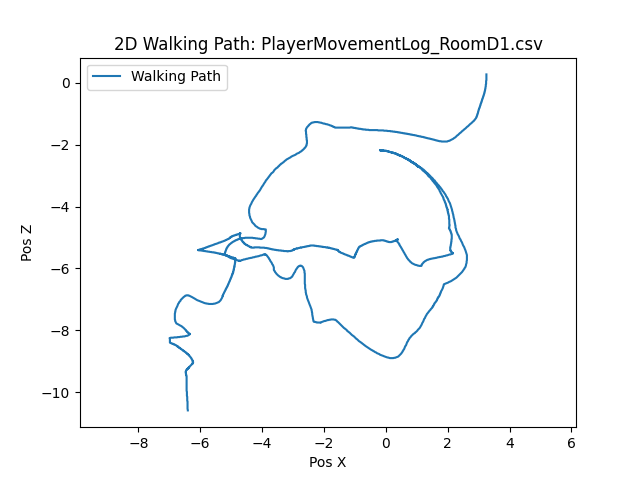 2D Walking Path: PlayerMovementLog_RoomD1.csv
Walking Path
Pos Z
0
−2
−4
−6
−8
−10
−8 −6 −4 −2 0 2 4 6
Pos X